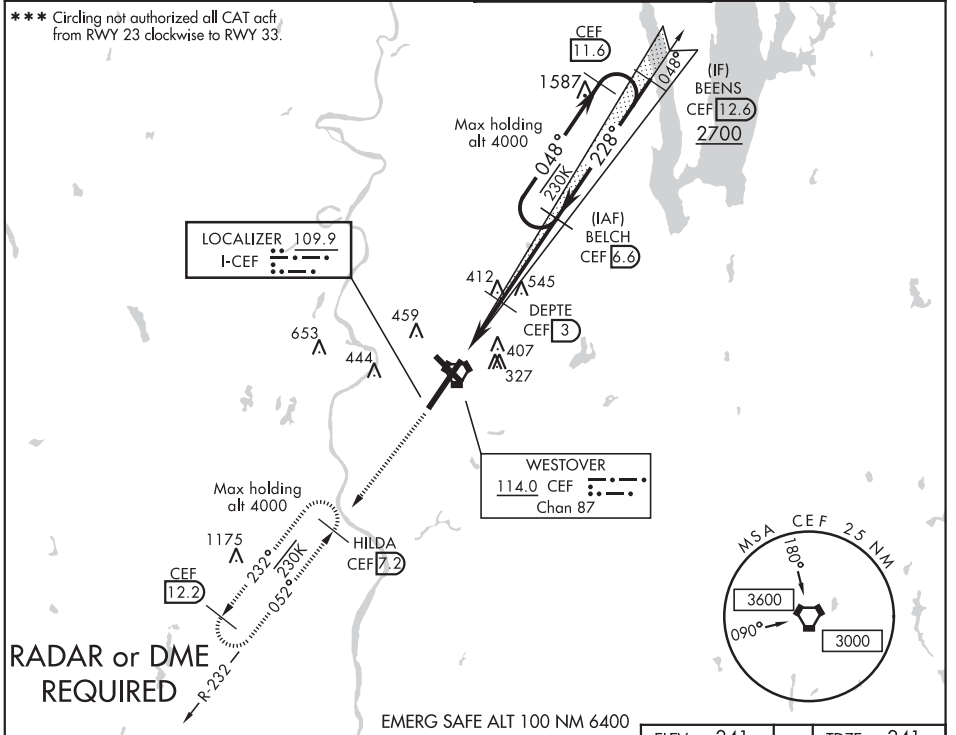 *** Circling not authorized all CAT acft
from RWY 23 clockwise to RWY 33.
CEF
11.6
1587
048°
(IF)
BEENS
CEF 12.6
2700
Max holding
alt 4000
048°
230K
228°
(IAF)
BELCH
CEF 6.6
LOCALIZER 109.9
I-CEF
412
545
DEPTE
CEF 3
459
653
444
407
327
WESTOVER
114.0 CEF
Chan 87
Max holding
alt 4000
1175
232°
230K
052°
HILDA
CEF 7.2
CEF
12.2
MSA CEF 25 NM
180°
3600
090°
3000
RADAR or DME
REQUIRED
R-232
EMERG SAFE ALT 100 NM 6400
ELEV 241
TDZE 241